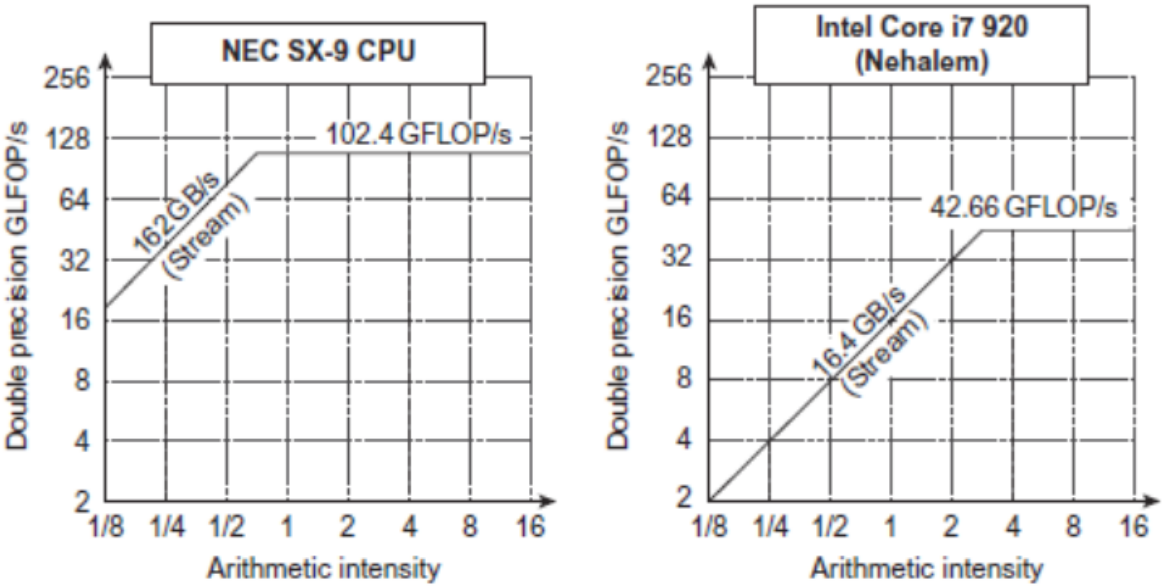 NEC SX-9 CPU
256
128
64
32
16
8
4
2
Double precision GLFOP/s
102.4 GFLOP/s
162GB/s
(Stream)
1/8 1/4 1/2 1 2 4 8 16
Arithmetic intensity
Intel Core i7 920
(Nehalem)
256
128
64
32
16
8
4
2
Double precision GLFOP/s
42.66 GFLOP/s
16.4 GB/s
(Stream)
1/8 1/4 1/2 1 2 4 8 16
Arithmetic intensity